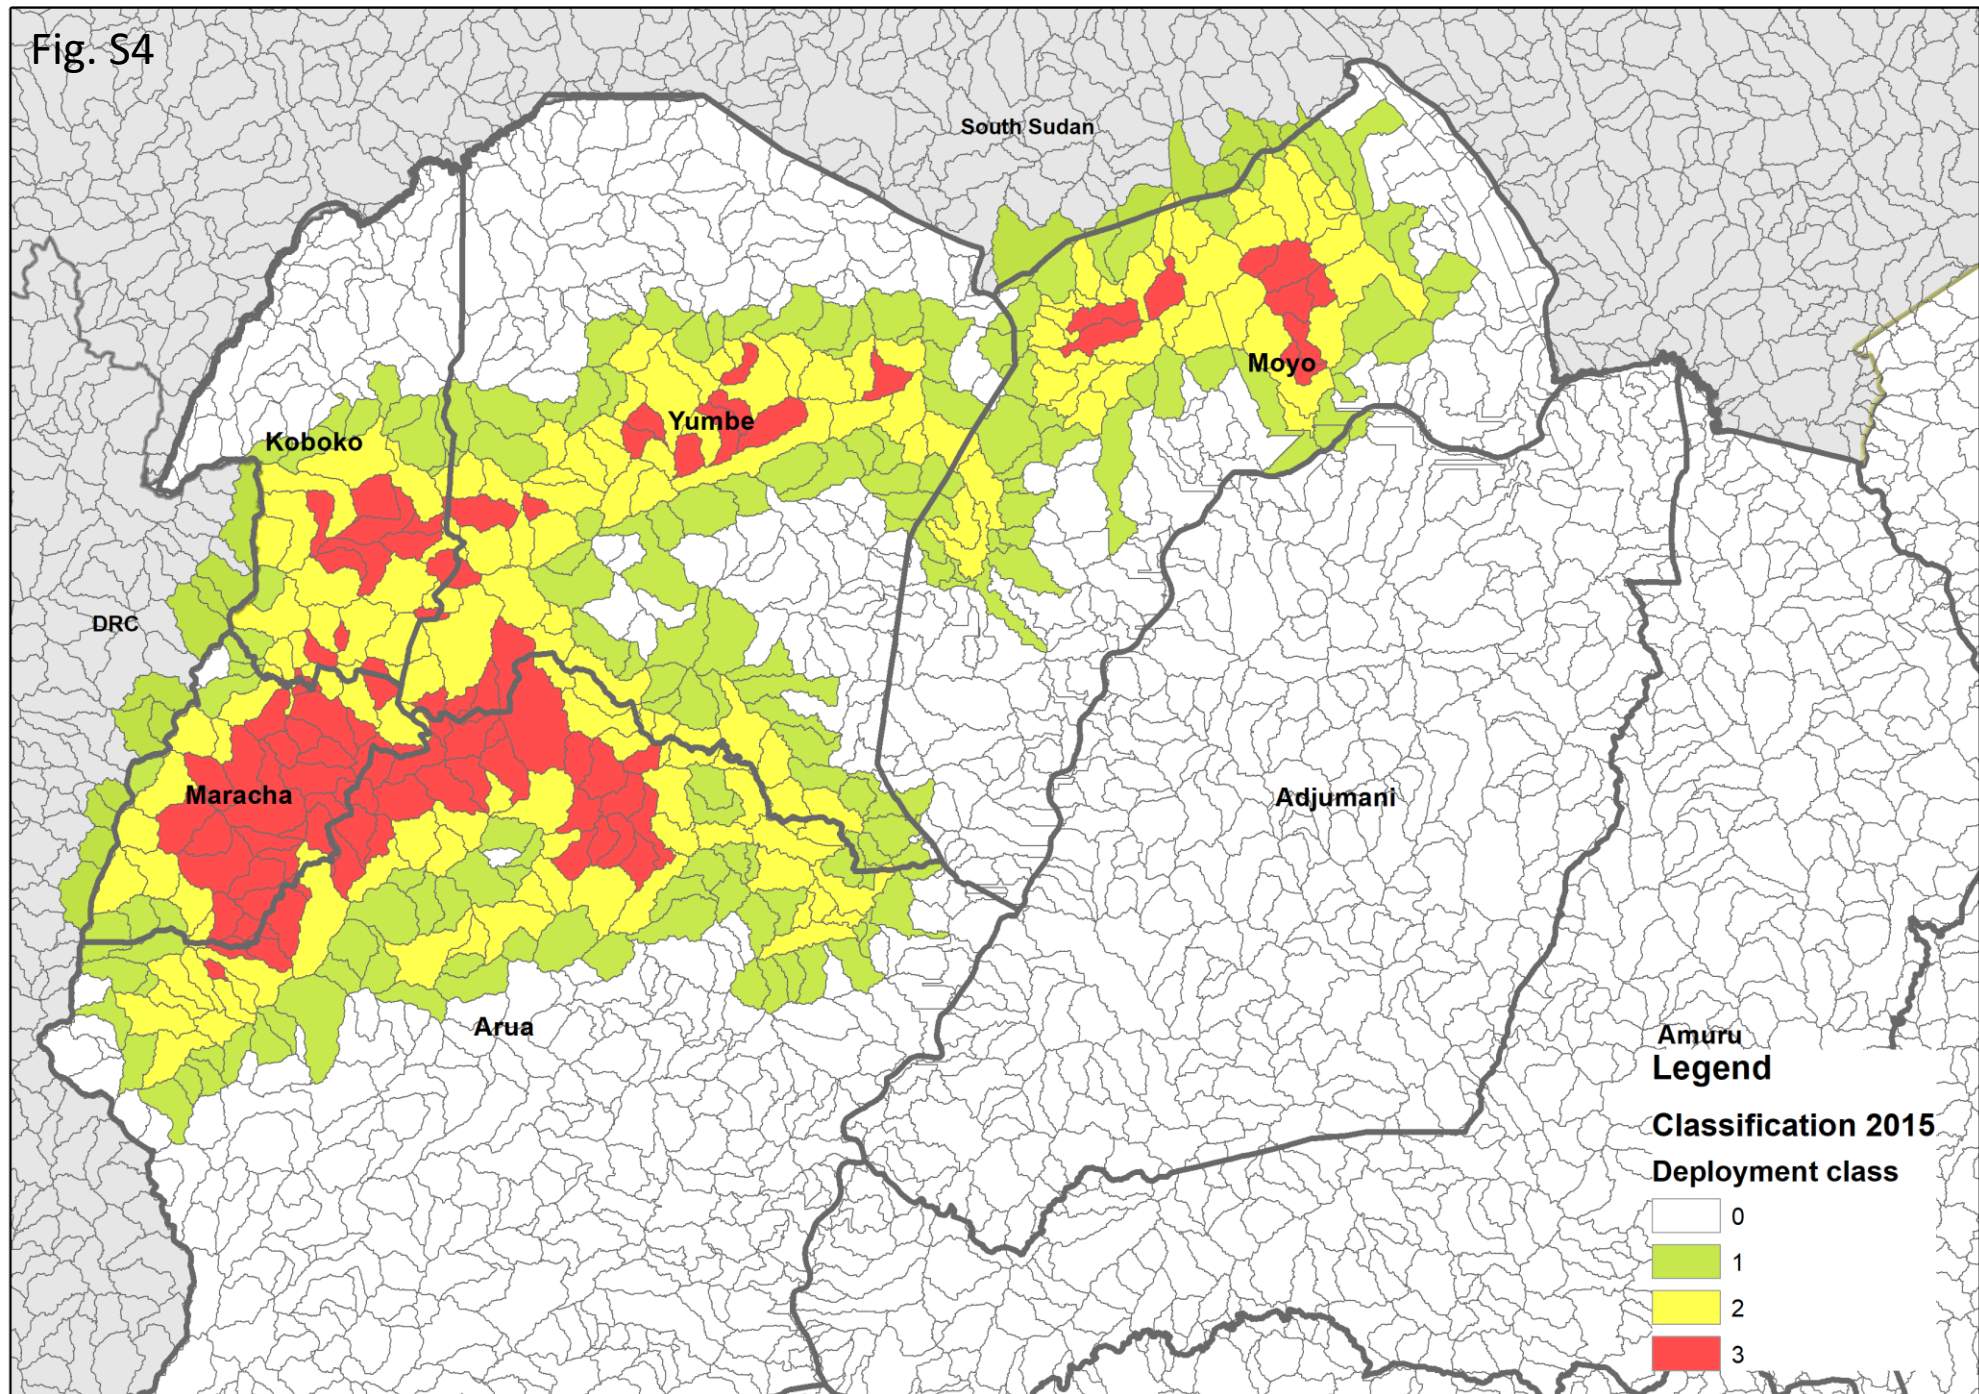 Fig. S4
South Sudan
Moyo
Yumbe
Koboko
DRC
Maracha
Adjumani
Arua
Amuru
Legend
Classification 2015
Deployment class
0
1
2
3